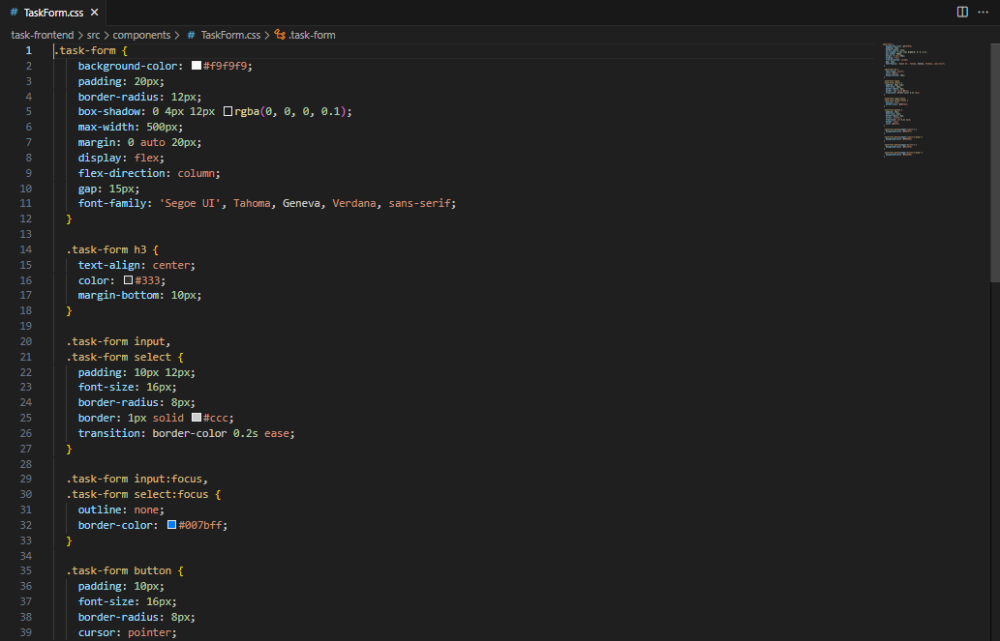 # TaskForm.css ×
task-frontend > src > components > # TaskForm.css > .task-form
1 .task-form {
2 background-color: #f9f9f9;
3 padding: 20px;
4 border-radius: 12px;
5 box-shadow: 0 4px 12px rgba(0, 0, 0, 0.1);
6 max-width: 500px;
7 margin: 0 auto 20px;
8 display: flex;
9 flex-direction: column;
10 gap: 15px;
11 font-family: 'Segoe UI', Tahoma, Geneva, Verdana, sans-serif;
12 }
13
14 .task-form h3 {
15 text-align: center;
16 color: #333;
17 margin-bottom: 10px;
18 }
19
20 .task-form input,
21 .task-form select {
22 padding: 10px 12px;
23 font-size: 16px;
24 border-radius: 8px;
25 border: 1px solid #ccc;
26 transition: border-color 0.2s ease;
27 }
28
29 .task-form input:focus,
30 .task-form select:focus {
31 outline: none;
32 border-color: #007bff;
33 }
34
35 .task-form button {
36 padding: 10px;
37 font-size: 16px;
38 border-radius: 8px;
39 cursor: pointer;